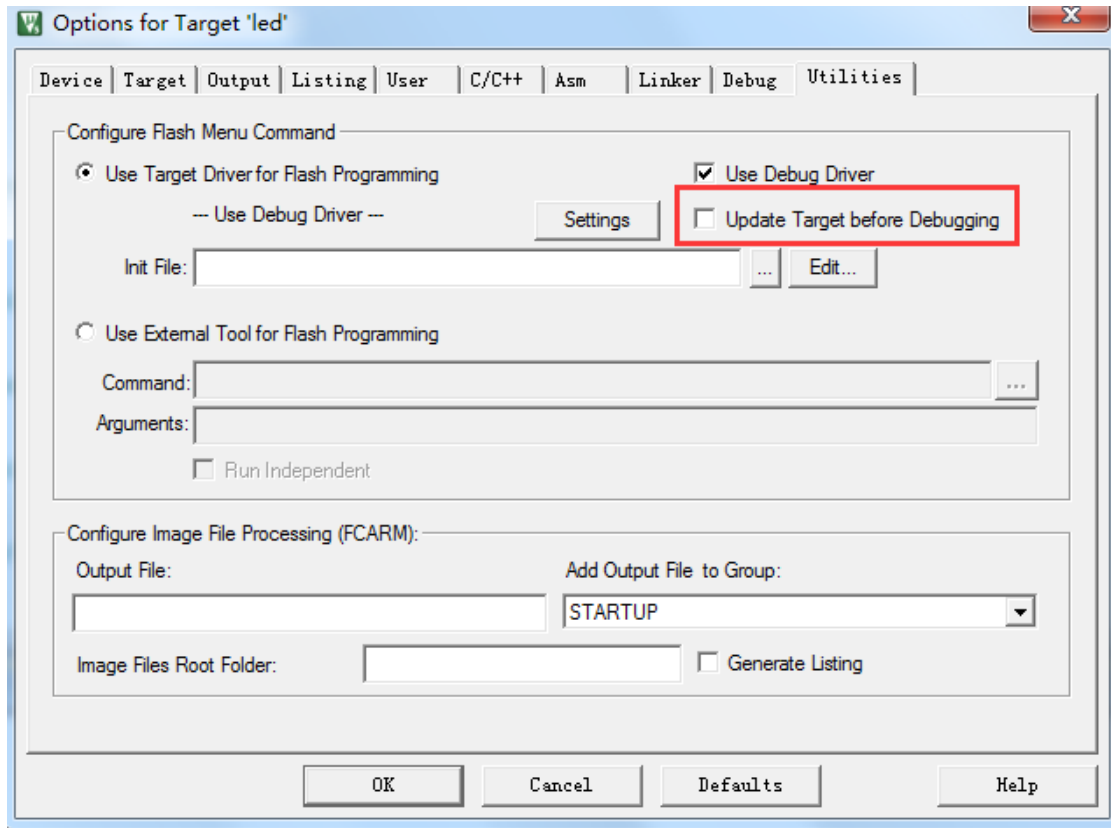 Options for Target 'led'
X
Device Target Output Listing User C/C++ Asm Linker Debug Utilities
Configure Flash Menu Command
Use Target Driver for Flash Programming Use Debug Driver
--- Use Debug Driver --- Settings Update Target before Debugging
Init File: ... Edit...
Use External Tool for Flash Programming
Command: ...
Arguments:
Run Independent
Configure Image File Processing (FCARM):
Output File: Add Output File to Group:
STARTUP
Image Files Root Folder: Generate Listing
OK Cancel Defaults Help